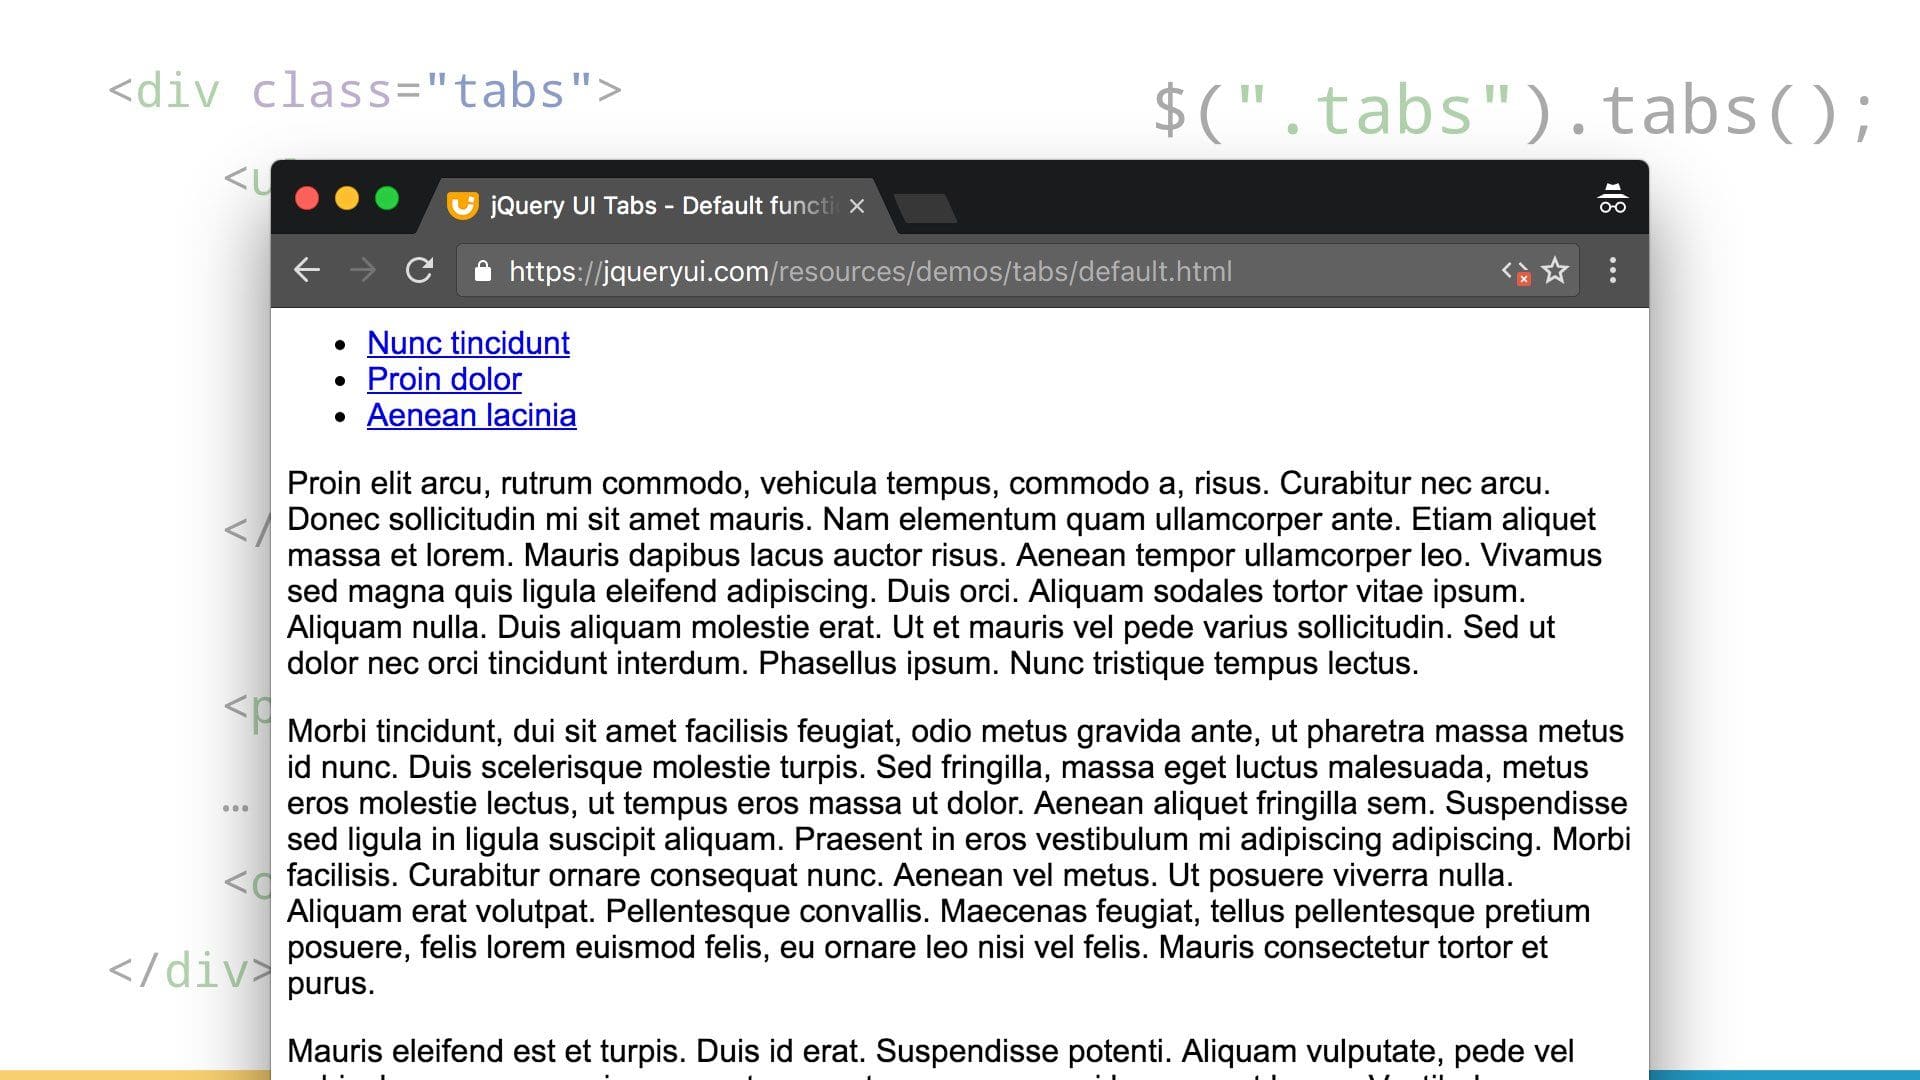 <div class="tabs">
$(".tabs").tabs();
<u
jQuery UI Tabs - Default functi
https://jqueryui.com/resources/demos/tabs/default.html
Nunc tincidunt
Proin dolor
Aenean lacinia
Proin elit arcu, rutrum commodo, vehicula tempus, commodo a, risus. Curabitur nec arcu.
Donec sollicitudin mi sit amet mauris. Nam elementum quam ullamcorper ante. Etiam aliquet
</
massa et lorem. Mauris dapibus lacus auctor risus. Aenean tempor ullamcorper leo. Vivamus
sed magna quis ligula eleifend adipiscing. Duis orci. Aliquam sodales tortor vitae ipsum.
Aliquam nulla. Duis aliquam molestie erat. Ut et mauris vel pede varius sollicitudin. Sed ut
dolor nec orci tincidunt interdum. Phasellus ipsum. Nunc tristique tempus lectus.
<p
Morbi tincidunt, dui sit amet facilisis feugiat, odio metus gravida ante, ut pharetra massa metus
id nunc. Duis scelerisque molestie turpis. Sed fringilla, massa eget luctus malesuada, metus
eros molestie lectus, ut tempus eros massa ut dolor. Aenean aliquet fringilla sem. Suspendisse
…
sed ligula in ligula suscipit aliquam. Praesent in eros vestibulum mi adipiscing adipiscing. Morbi
facilisis. Curabitur ornare consequat nunc. Aenean vel metus. Ut posuere viverra nulla.
Aliquam erat volutpat. Pellentesque convallis. Maecenas feugiat, tellus pellentesque pretium
posuere, felis lorem euismod felis, eu ornare leo nisi vel felis. Mauris consectetur tortor et
purus.
</div>
Mauris eleifend est et turpis. Duis id erat. Suspendisse potenti. Aliquam vulputate, pede vel